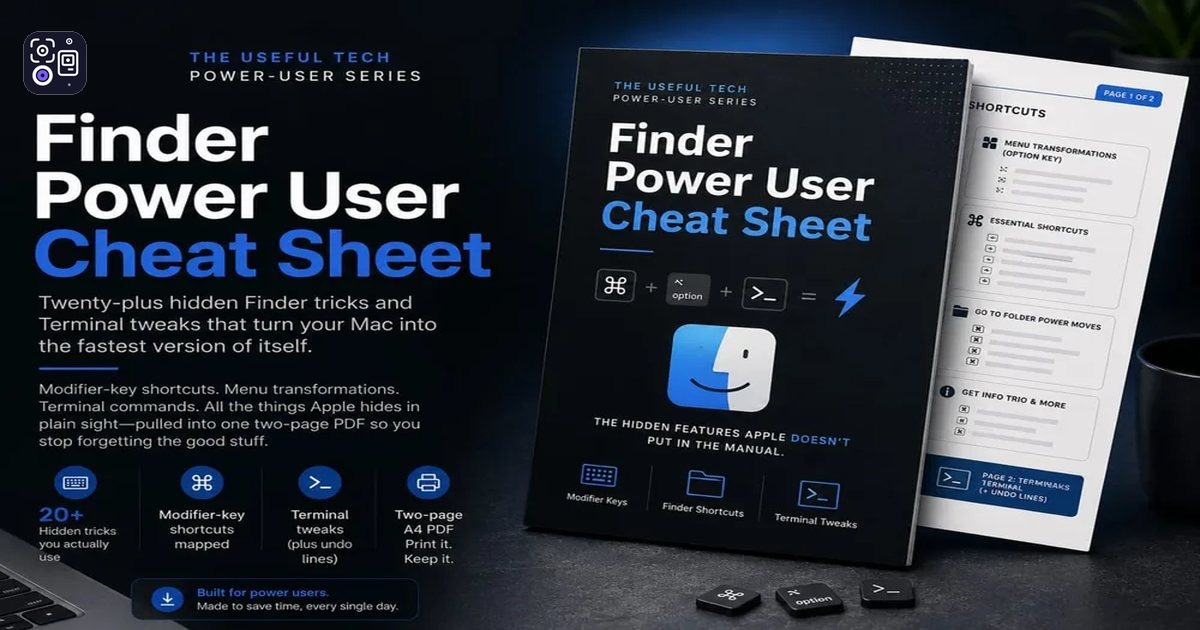 THE USEFUL TECH
POWER-USER SERIES
Finder
Power User
Cheat Sheet
Twenty-plus hidden Finder tricks and
Terminal tweaks that turn your Mac into
the fastest version of itself.
Modifier-key shortcuts. Menu transformations.
Terminal commands. All the things Apple hides in
plain sight—pulled into one two-page PDF so you
stop forgetting the good stuff.
20+
Hidden tricks
you actually
use
Modifier-key
shortcuts
mapped
Terminal
tweaks
(plus undo
lines)
Two-page
A4 PDF
Print it.
Keep it.
Built for power users.
Made to save time, every single day.
THE USEFUL TECH
POWER-USER SERIES
Finder
Power User
Cheat Sheet
⌘ + option + >_ =
THE HIDDEN FEATURES APPLE DOESN'T
PUT IN THE MANUAL.
Modifier Keys
Finder Shortcuts
Terminal Tweaks
PAGE 1 OF 2
SHORTCUTS
MENU TRANSFORMATIONS
(OPTION KEY)
ESSENTIAL SHORTCUTS
GO TO FOLDER POWER MOVES
GET INFO TRIO & MORE
PAGE 2: TERMINAKS
TERMINAL
(+ UNDO LINES)
⌘
option
>_